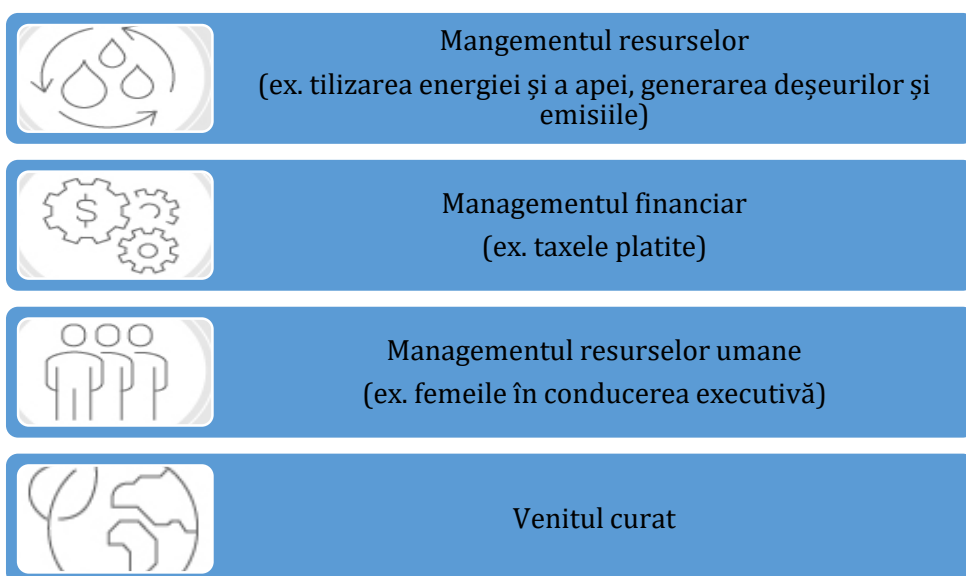 Mangementul resurselor
(ex. tilizarea energiei și a apei, generarea deșeurilor și
emisiile)
$
Managementul financiar
(ex. taxele platite)
Managementul resurselor umane
(ex. femeile în conducerea executivă)
Venitul curat